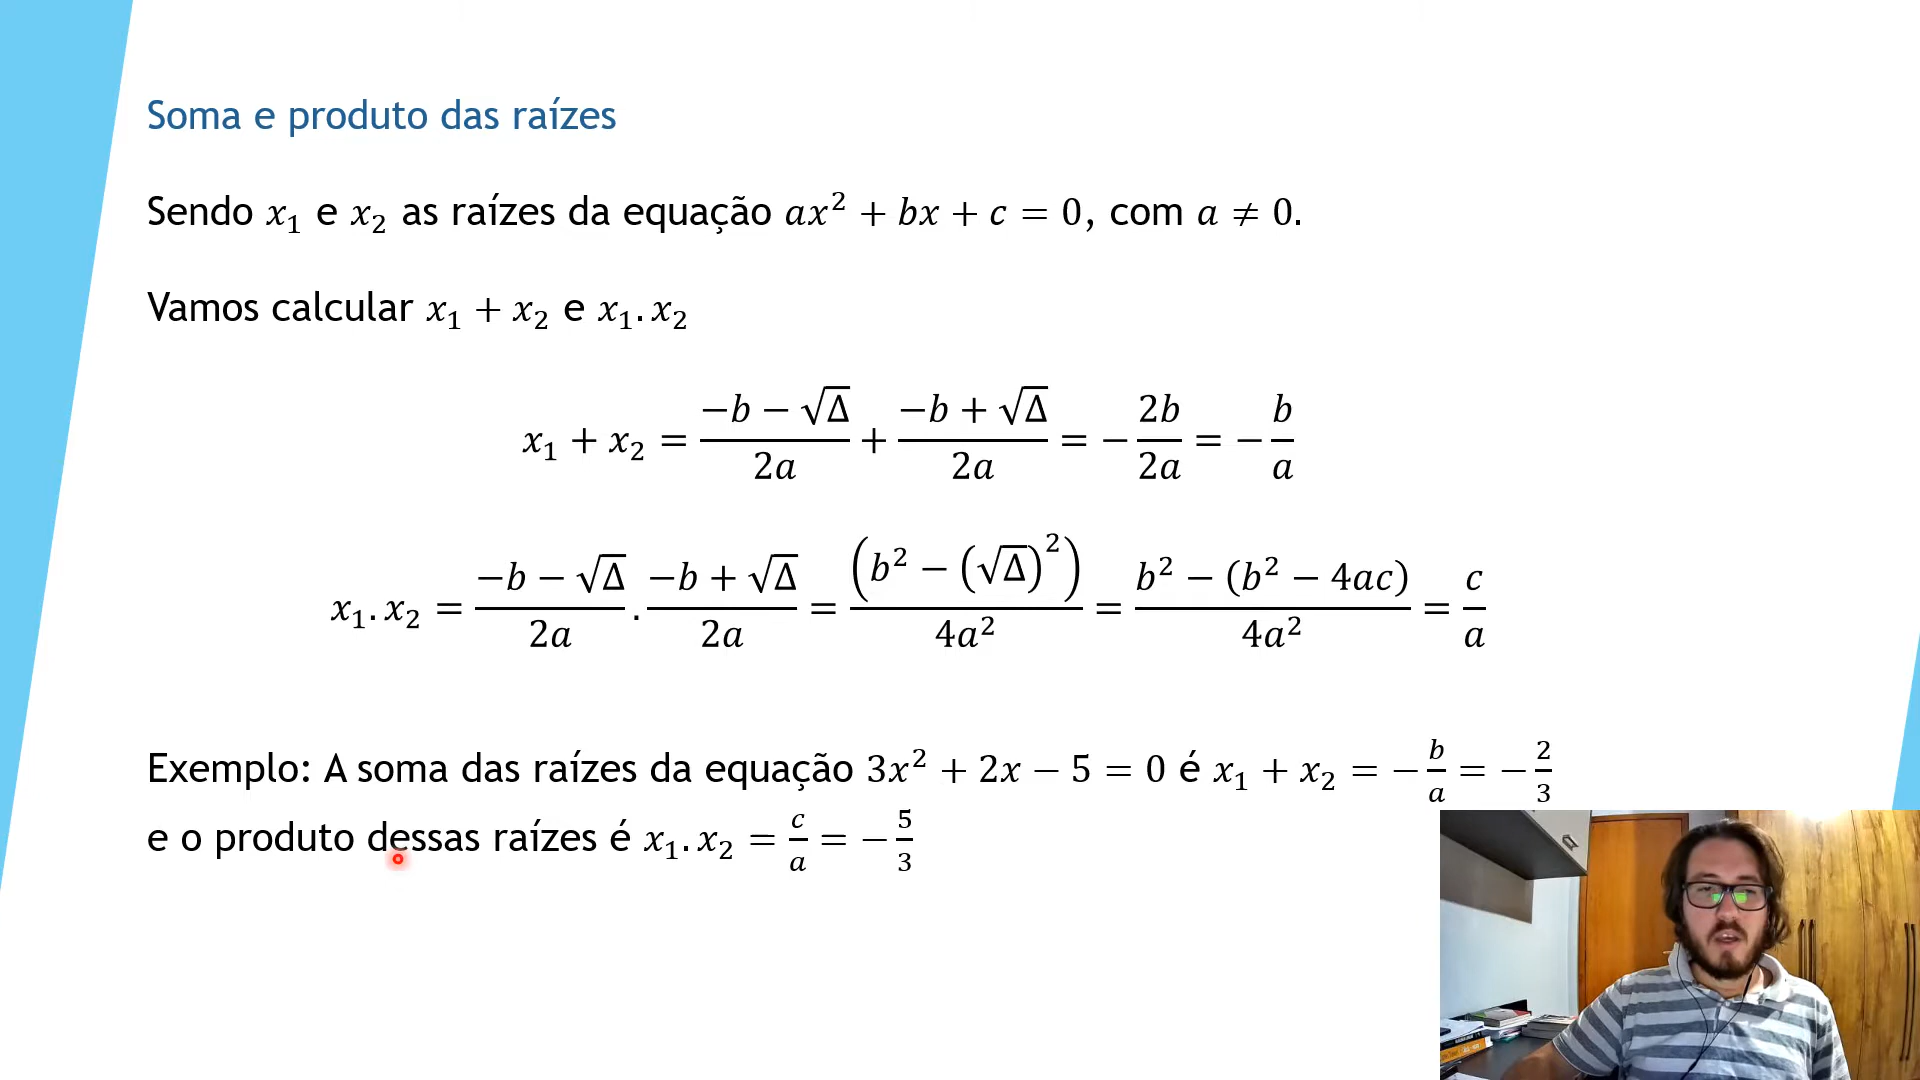 Soma e produto das raízes
Sendo x₁ e x₂ as raízes da equação ax² + bx + c = 0, com a ≠ 0.
Vamos calcular x₁ + x₂ e x₁. x₂
x₁ + x₂ = (−b − √Δ)/2a + (−b + √Δ)/2a = − 2b/2a = − b/a
x₁. x₂ = (−b − √Δ)/2a . (−b + √Δ)/2a = (b² − (√Δ)²)/4a² = (b² − (b² − 4ac))/4a² = c/a
Exemplo: A soma das raízes da equação 3x² + 2x − 5 = 0 é x₁ + x₂ = − b/a = − 2/3
e o produto dessas raízes é x₁. x₂ = c/a = − 5/3